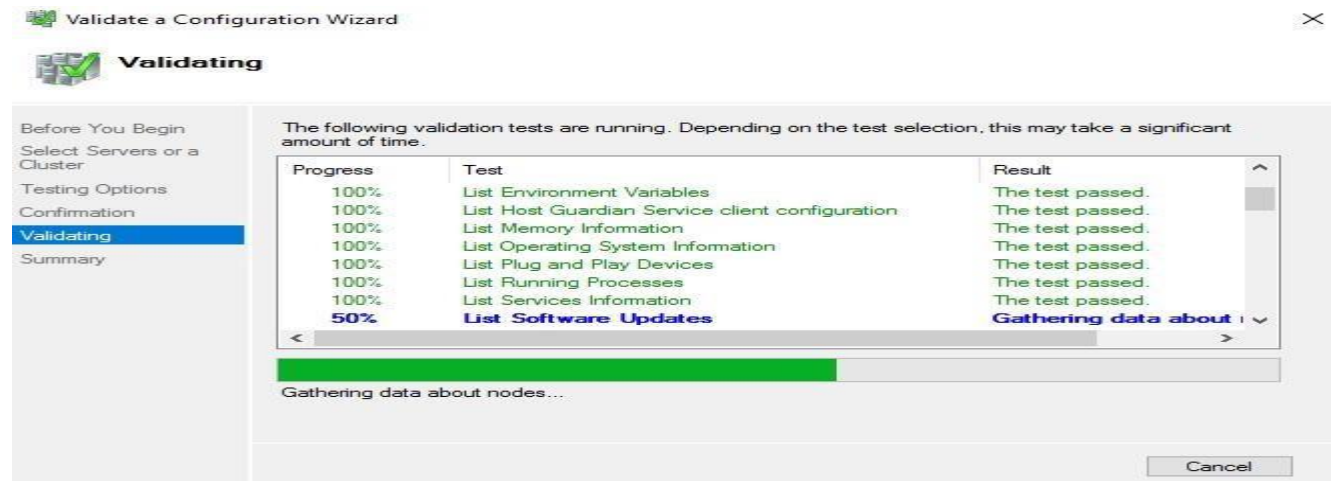 Validate a Configuration Wizard
Validating
Before You Begin
Select Servers or a
Cluster
Testing Options
Confirmation
Validating
Summary
The following validation tests are running. Depending on the test selection, this may take a significant
amount of time.
Progress Test Result
100% List Environment Variables The test passed.
100% List Host Guardian Service client configuration The test passed.
100% List Memory Information The test passed.
100% List Operating System Information The test passed.
100% List Plug and Play Devices The test passed.
100% List Running Processes The test passed.
100% List Services Information The test passed.
50% List Software Updates Gathering data about
Gathering data about nodes...
Cancel